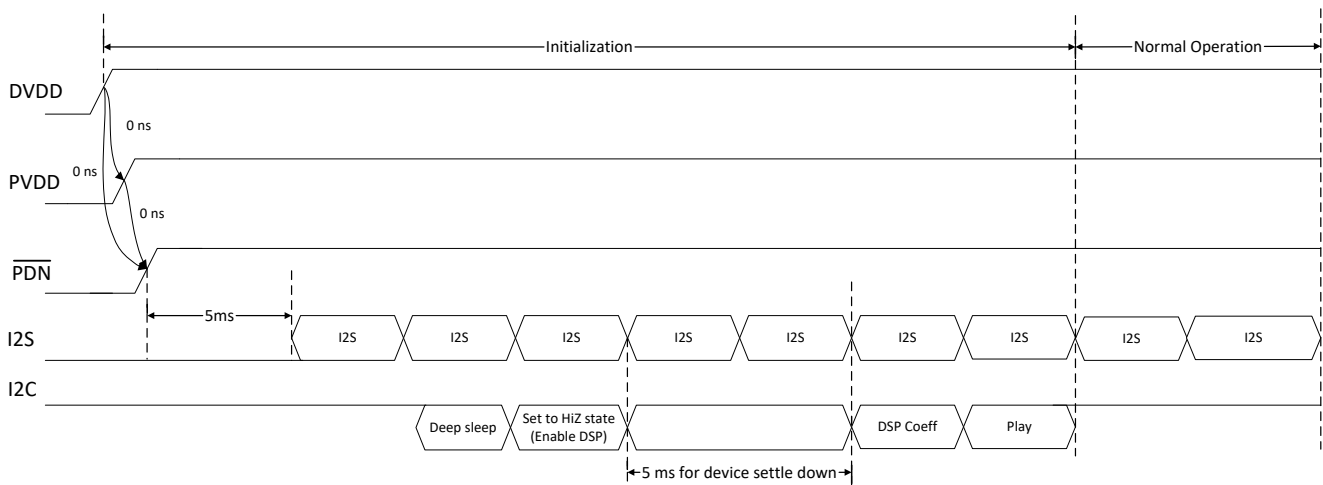 Initialization
Normal Operation
DVDD
0 ns
0 ns
PVDD
0 ns
PDN
5ms
I2S
I2S
I2S
I2S
I2S
I2S
I2S
I2S
I2S
I2S
I2C
Deep sleep
Set to HiZ state
(Enable DSP)
DSP Coeff
Play
5 ms for device settle down